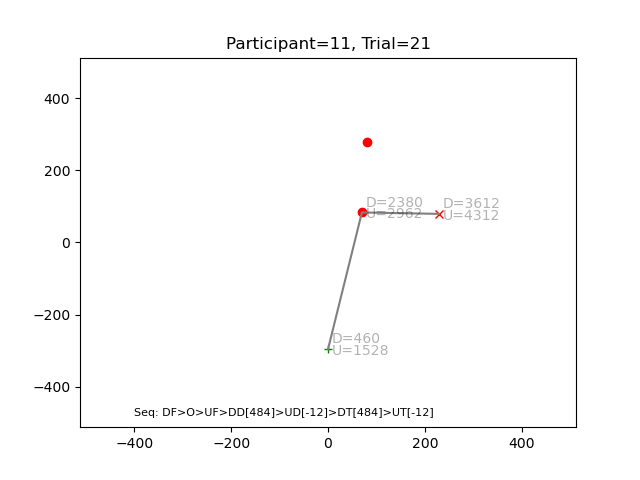 Participant=11, Trial=21
400
200
0
−200
−400
D=2380
U=2962
D=3612
U=4312
D=460
U=1528
Seq: DF>O>UF>DD[484]>UD[-12]>DT[484]>UT[-12]
−400 −200 0 200 400